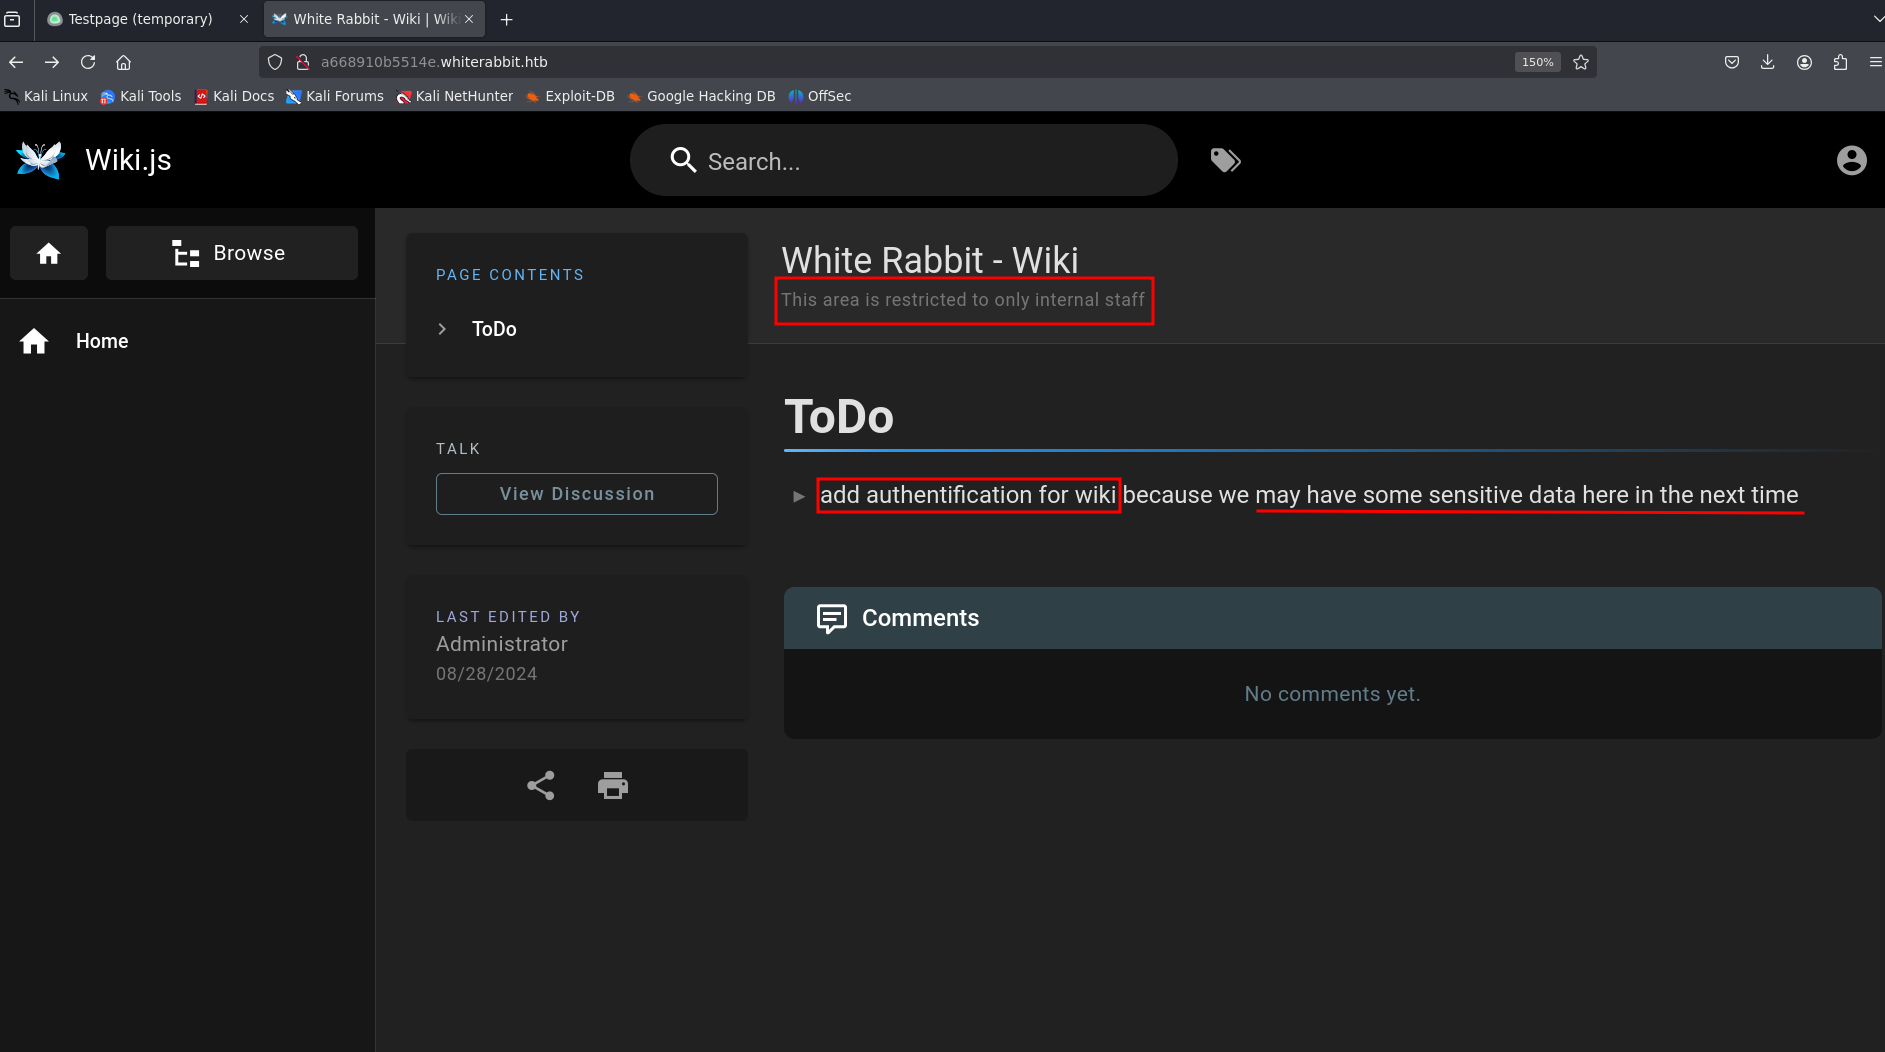 Testpage (temporary)
White Rabbit - Wiki | Wiki
a668910b5514e.whiterabbit.htb
150%
Kali Linux
Kali Tools
Kali Docs
Kali Forums
Kali NetHunter
Exploit-DB
Google Hacking DB
OffSec
Wiki.js
Search...
Browse
Home
PAGE CONTENTS
ToDo
TALK
View Discussion
LAST EDITED BY
Administrator
08/28/2024
White Rabbit - Wiki
This area is restricted to only internal staff
ToDo
add authentification for wiki because we may have some sensitive data here in the next time
Comments
No comments yet.